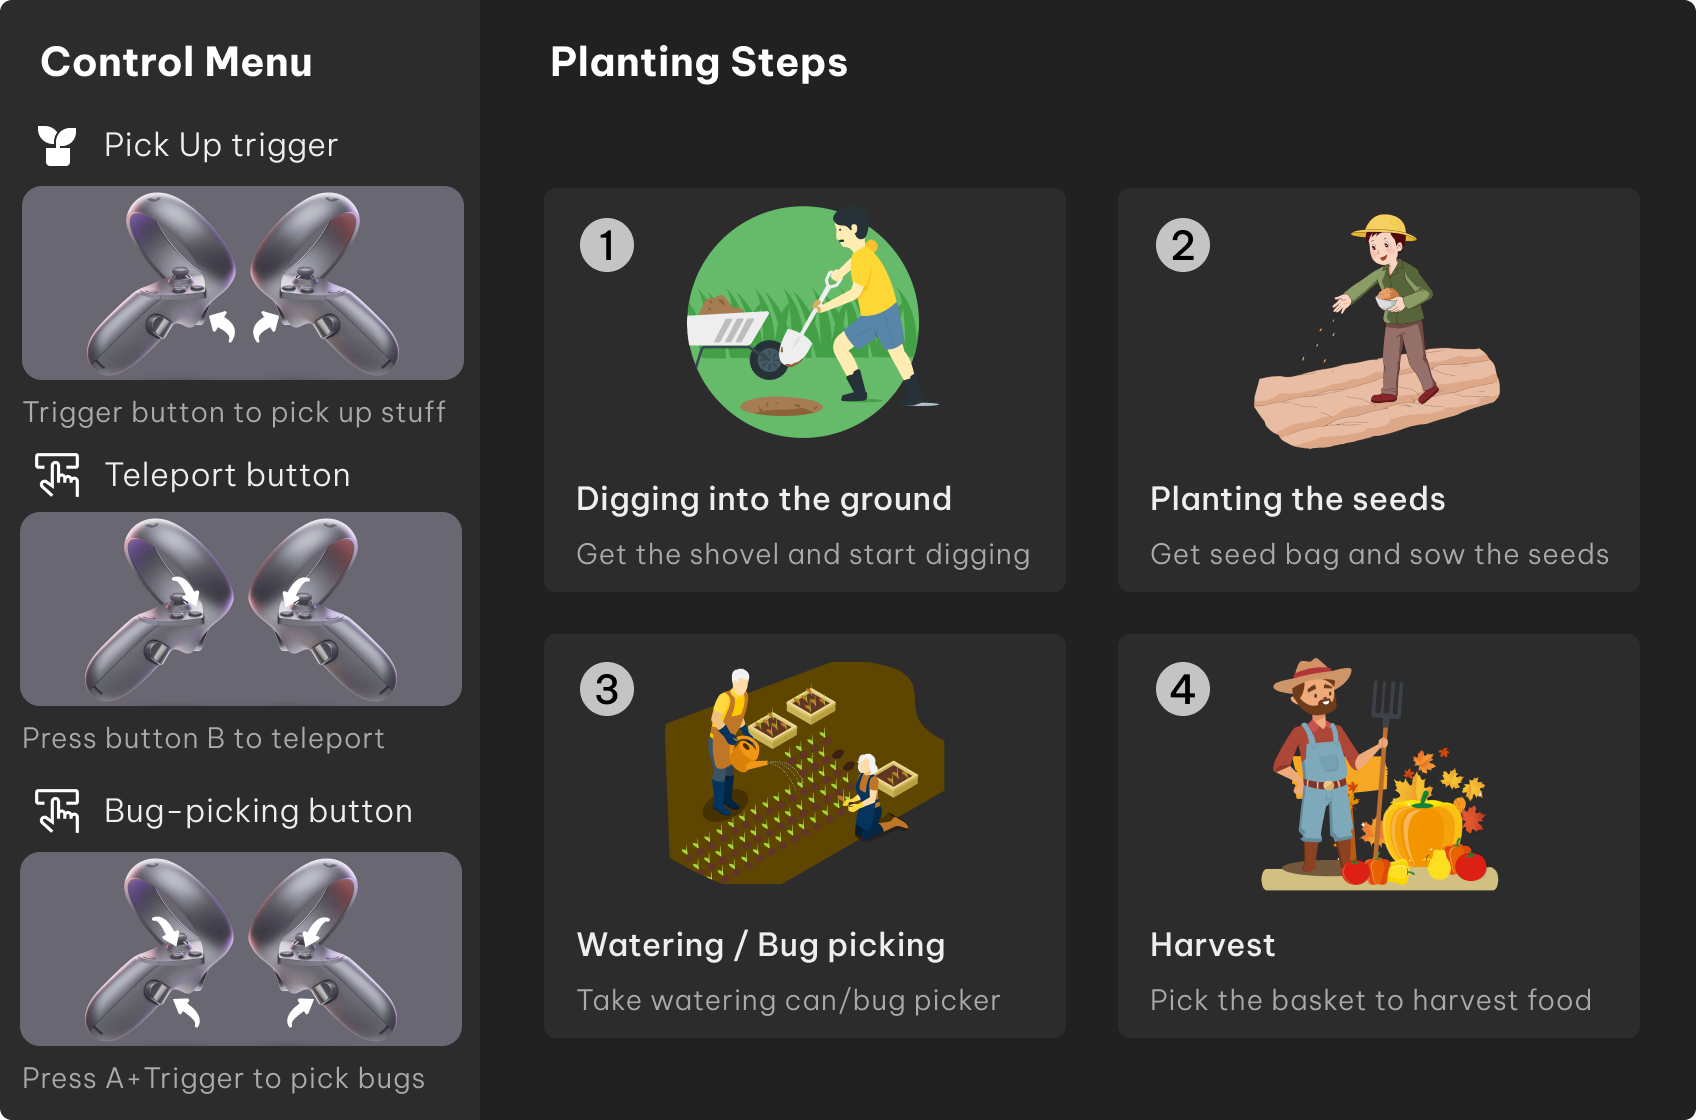 Control Menu
Pick Up trigger
Trigger button to pick up stuff
Teleport button
Press button B to teleport
Bug-picking button
Press A+Trigger to pick bugs
Planting Steps
1
Digging into the ground
Get the shovel and start digging
2
Planting the seeds
Get seed bag and sow the seeds
3
Watering / Bug picking
Take watering can/bug picker
4
Harvest
Pick the basket to harvest food